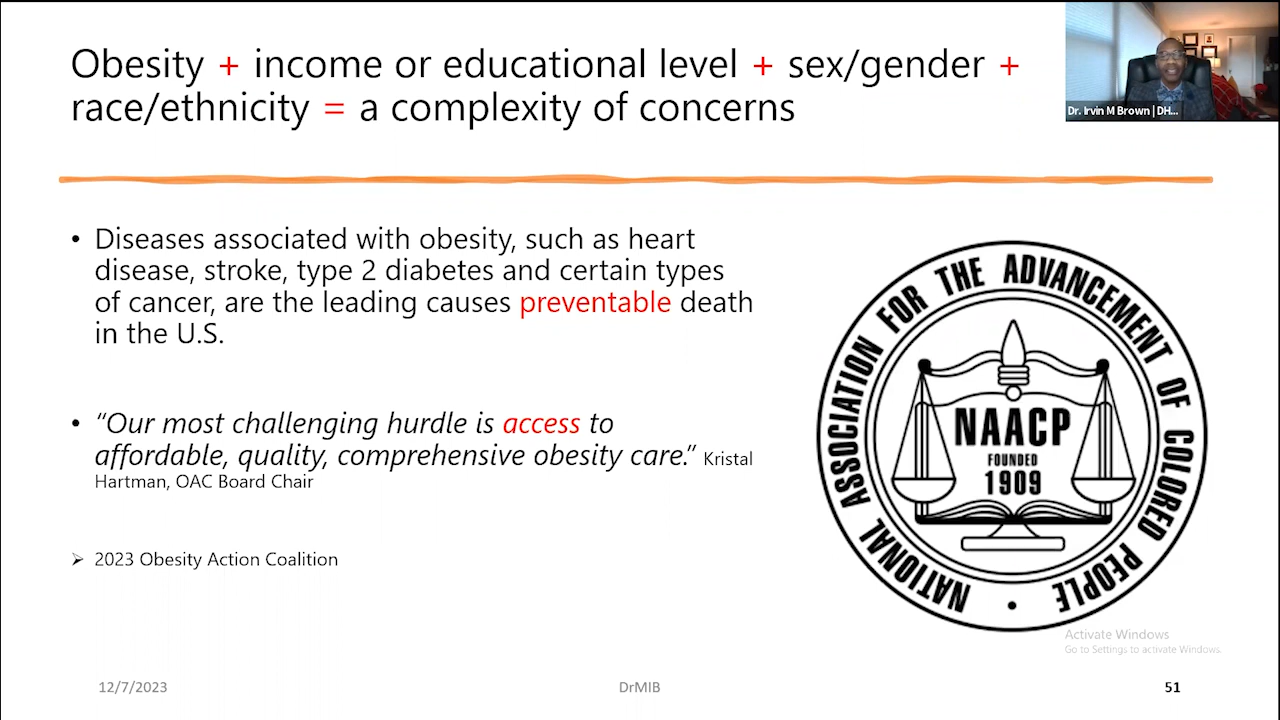 Obesity + income or educational level + sex/gender +
race/ethnicity = a complexity of concerns
Dr. Irvin M Brown | DH...
• Diseases associated with obesity, such as heart
disease, stroke, type 2 diabetes and certain types
of cancer, are the leading causes preventable death
in the U.S.
• “Our most challenging hurdle is access to
affordable, quality, comprehensive obesity care.” Kristal
Hartman, OAC Board Chair
➢ 2023 Obesity Action Coalition
NATIONAL ASSOCIATION FOR THE ADVANCEMENT OF COLORED PEOPLE •
NAACP
FOUNDED
1909
Activate Windows
Go to Settings to activate Windows.
12/7/2023
DrMIB
51